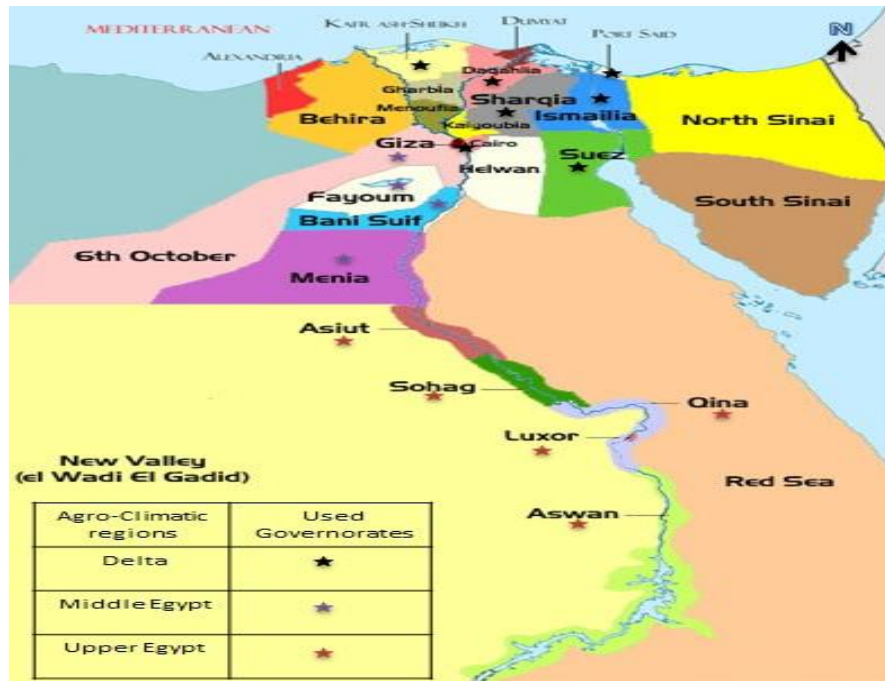 MEDITERRANEAN
KAFR ASH-SHEIKH
DUMYAT
PORT SAID
N
ALEXANDRIA
Daqahlia
Gharbia
Menoufia
Sharqia
Behira
Ismailia
Kalyoubia
North Sinai
Giza
Cairo
Suez
Helwan
Fayoum
South Sinai
Bani Suif
6th October
Menia
Asiut
Sohag
Qina
Luxor
New Valley
(el Wadi El Gadid)
Red Sea
Aswan
Agro-Climatic
regions
Used
Governorates
Delta
Middle Egypt
Upper Egypt